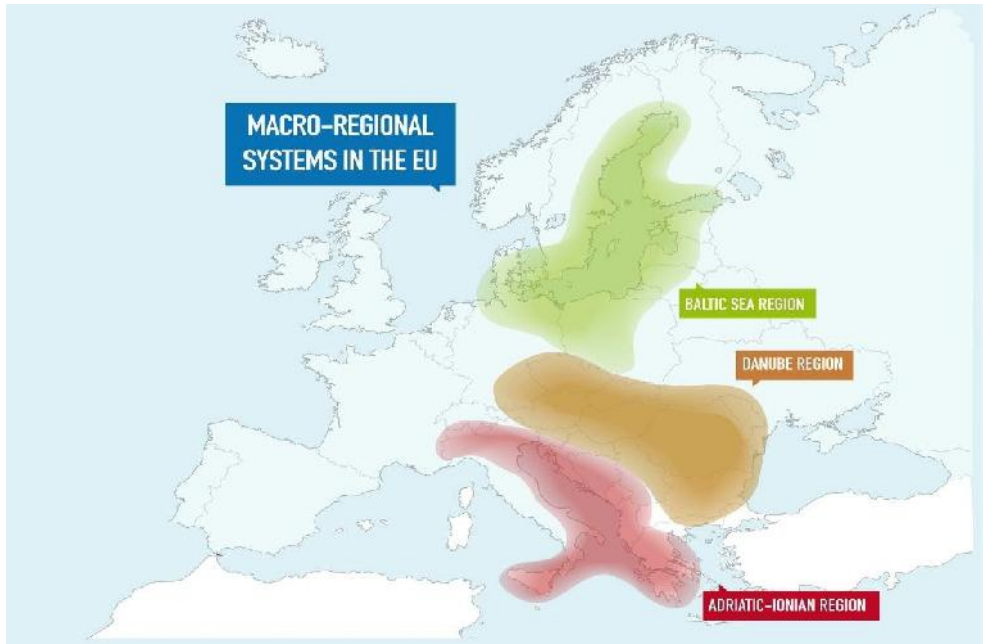 MACRO-REGIONAL
SYSTEMS IN THE EU
BALTIC SEA REGION
DANUBE REGION
ADRIATIC-IONIAN REGION